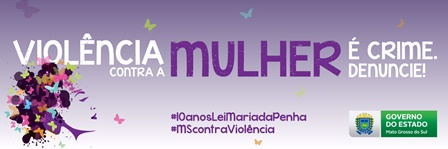 VIOLÊNCIA CONTRA A MULHER É CRIME. DENUNCIE!
#10anosLeiMariadaPenha
#MScontraViolência
GOVERNO
DO ESTADO
Mato Grosso do Sul